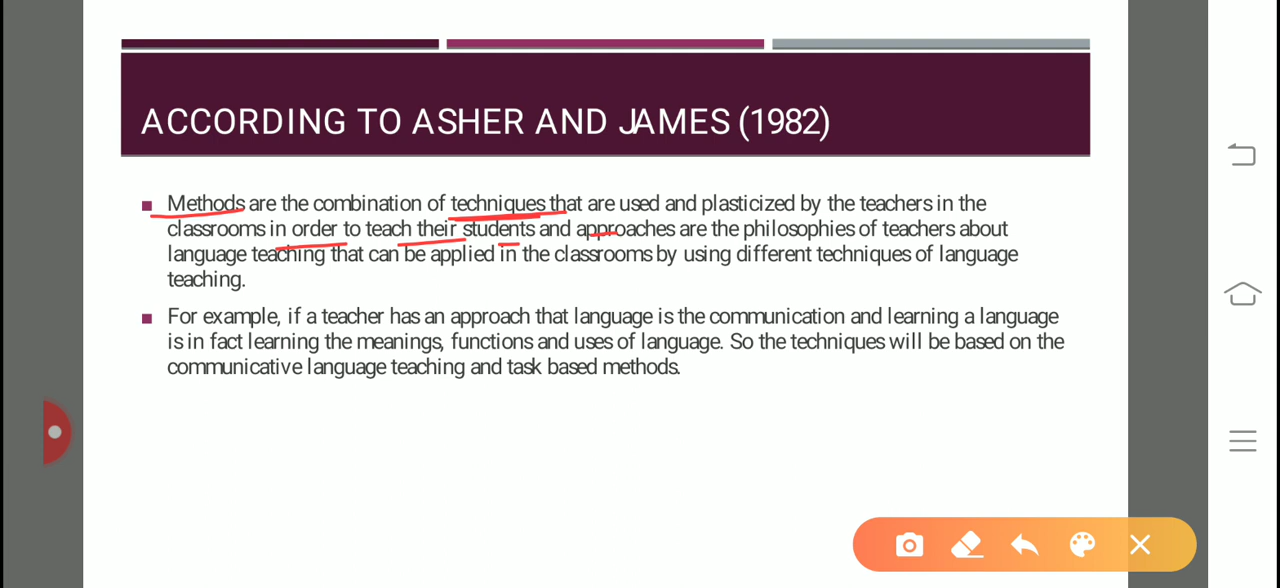 ACCORDING TO ASHER AND JAMES (1982)
Methods are the combination of techniques that are used and plasticized by the teachers in the
classrooms in order to teach their students and approaches are the philosophies of teachers about
language teaching that can be applied in the classrooms by using different techniques of language
teaching.
For example, if a teacher has an approach that language is the communication and learning a language
is in fact learning the meanings, functions and uses of language. So the techniques will be based on the
communicative language teaching and task based methods.